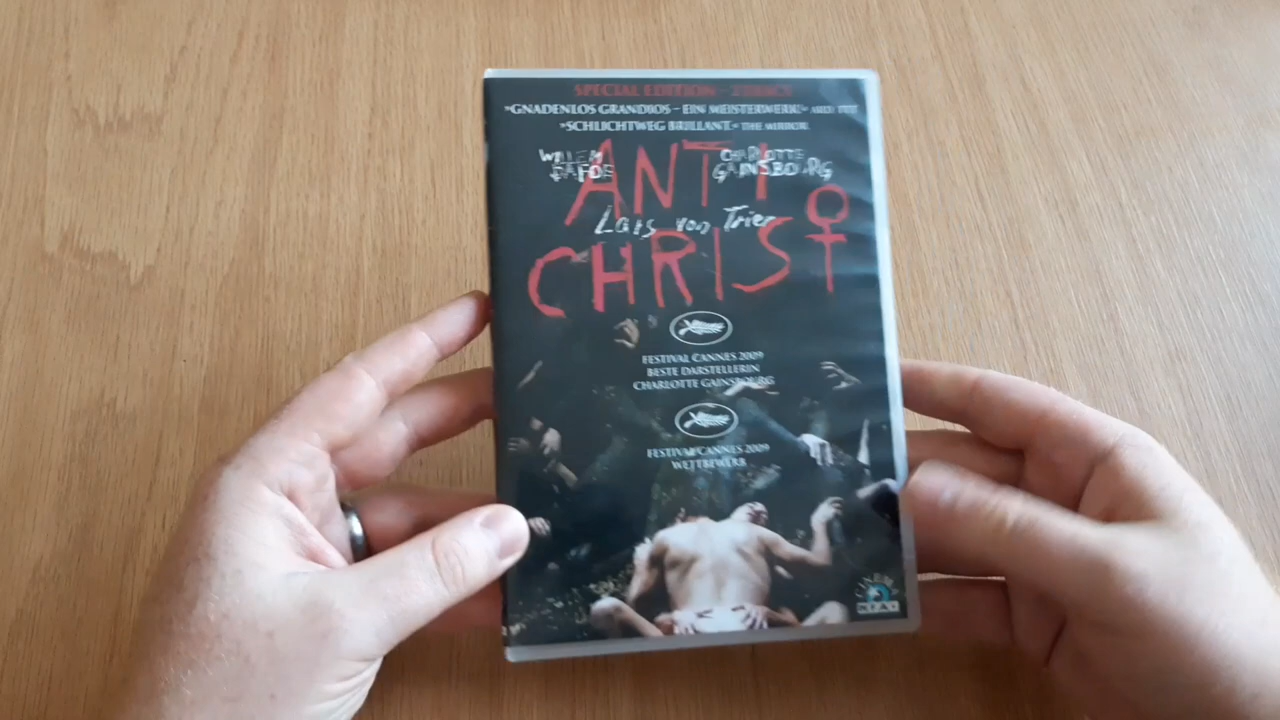 SPECIAL EDITION - 2 DISCS
»GNADENLOS GRANDIOS – EIN MEISTERWERK!«
»SCHLICHTWEG BRILLANT.« THE MIRROR
WILLEM DAFOE
CHARLOTTE GAINSBOURG
ANTI
Lars von Trier
CHRIS♀
FESTIVAL CANNES 2009
BESTE DARSTELLERIN
CHARLOTTE GAINSBOURG
FESTIVAL CANNES 2009
WETTBEWERB